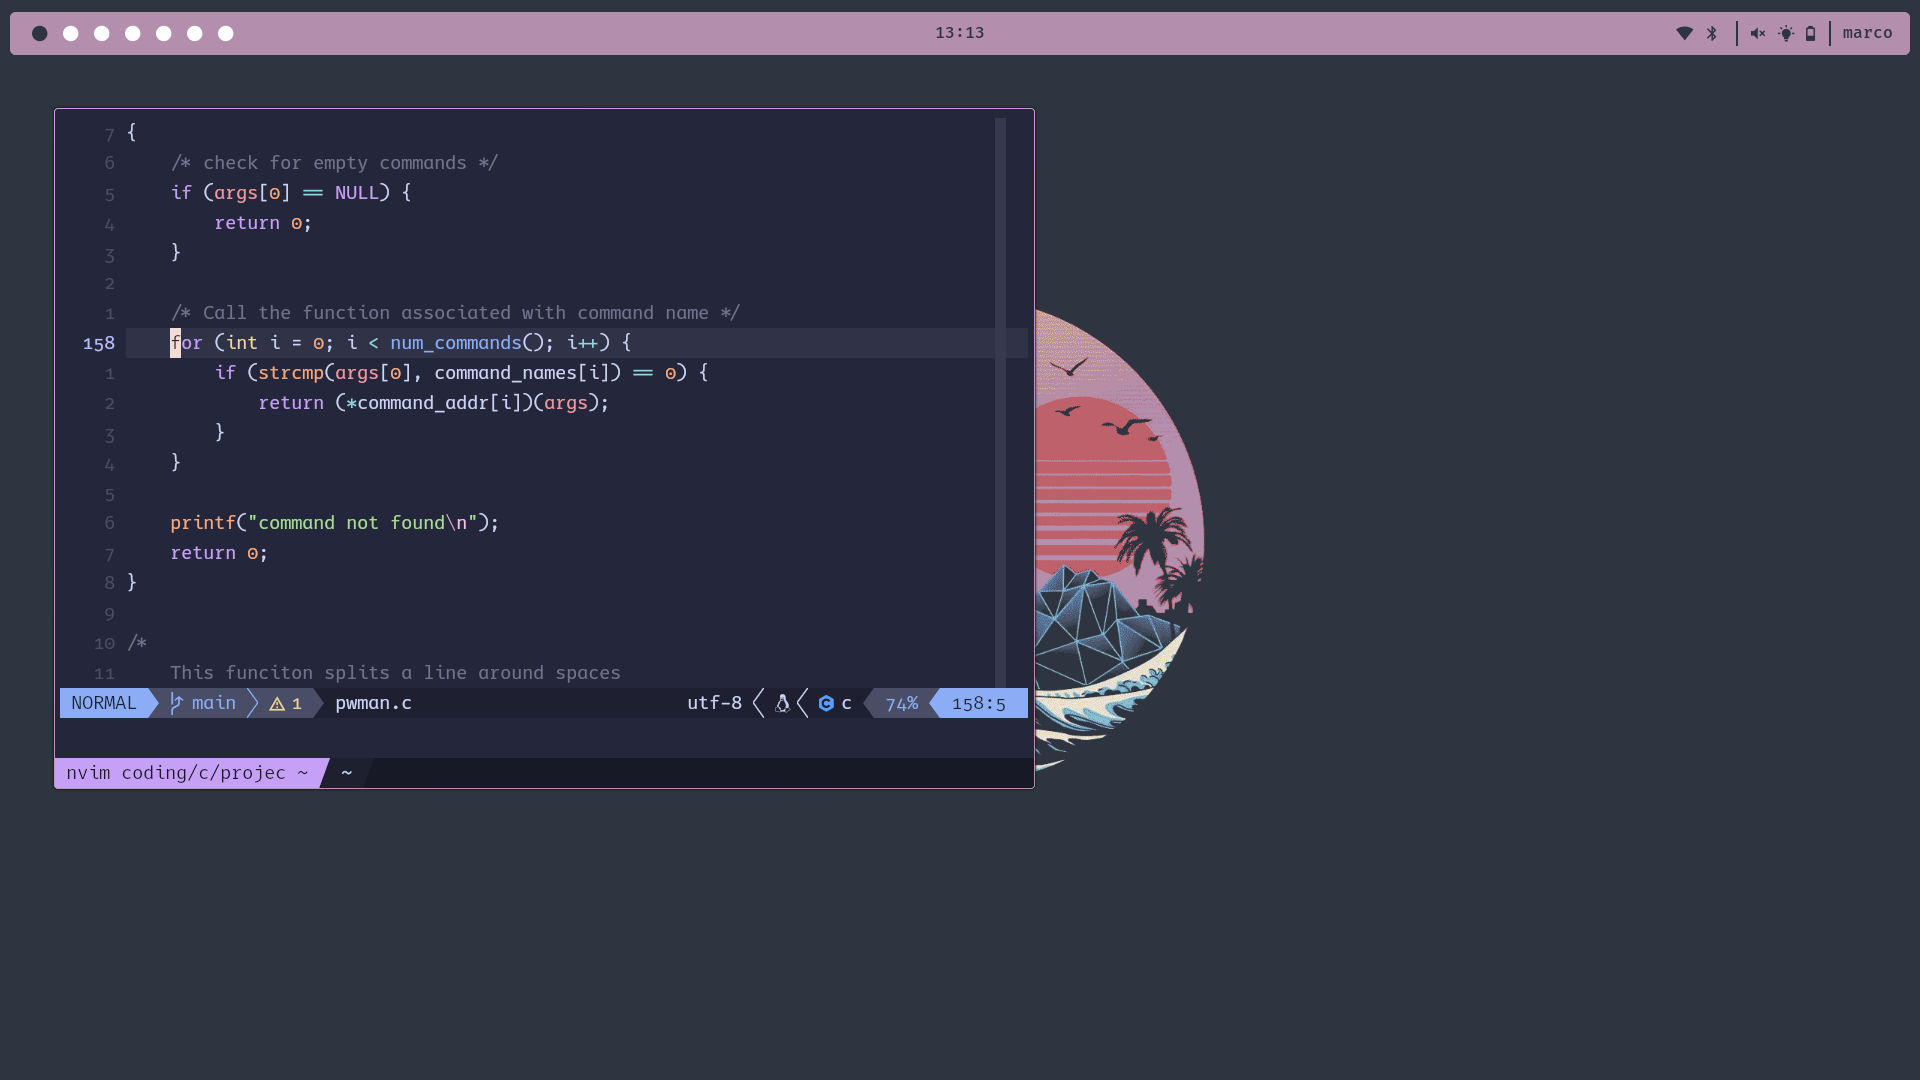 13:13
marco
7 {
6     /* check for empty commands */
5     if (args[0] == NULL) {
4         return 0;
3     }
2
1     /* Call the function associated with command name */
158     for (int i = 0; i < num_commands(); i++) {
1         if (strcmp(args[0], command_names[i]) == 0) {
2             return (*command_addr[i])(args);
3         }
4     }
5
6     printf("command not found\n");
7     return 0;
8 }
9
10 /*
11     This funciton splits a line around spaces
NORMAL main 1 pwman.c utf-8 c 74% 158:5
nvim coding/c/projec ~ ~